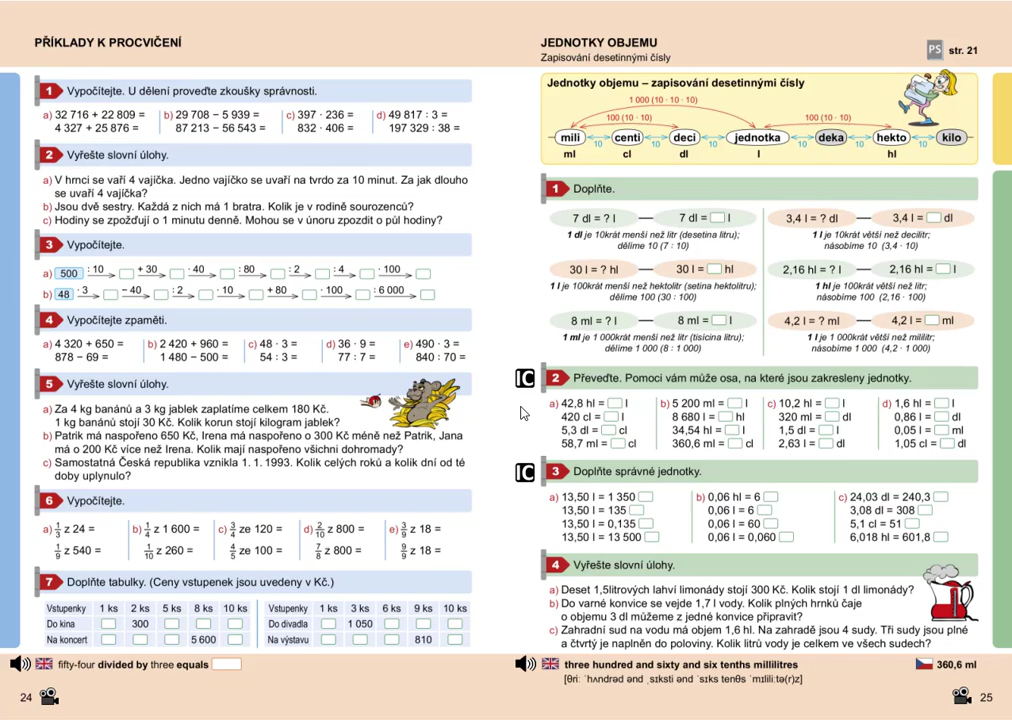 PŘÍKLADY K PROCVIČENÍ
1 Vypočítejte. U dělení proveďte zkoušky správnosti.
a) 32 716 + 22 809 = b) 29 708 − 5 939 = c) 397 · 236 = d) 49 817 : 3 =
4 327 + 25 876 = 87 213 − 56 543 = 832 · 406 = 197 329 : 38 =
2 Vyřešte slovní úlohy.
a) V hrnci se vaří 4 vajíčka. Jedno vajíčko se uvaří na tvrdo za 10 minut. Za jak dlouho
se uvaří 4 vajíčka?
b) Jsou dvě sestry. Každá z nich má 1 bratra. Kolik je v rodině sourozenců?
c) Hodiny se zpožďují o 1 minutu denně. Mohou se v únoru zpozdit o půl hodiny?
3 Vypočítejte.
a) 500 : 10 + 30 · 40 : 80 : 2 : 4 · 100
b) 48 · 3 − 40 : 2 · 10 + 80 · 100 : 6 000
4 Vypočítejte zpaměti.
a) 4 320 + 650 = b) 2 420 + 960 = c) 48 · 3 = d) 36 · 9 = e) 490 · 3 =
878 − 69 = 1 480 − 500 = 54 : 3 = 77 : 7 = 840 : 70 =
5 Vyřešte slovní úlohy.
a) Za 4 kg banánů a 3 kg jablek zaplatíme celkem 180 Kč.
1 kg banánů stojí 30 Kč. Kolik korun stojí kilogram jablek?
b) Patrik má naspořeno 650 Kč, Irena má naspořeno o 300 Kč méně než Patrik, Jana
má o 200 Kč více než Irena. Kolik mají naspořeno všichni dohromady?
c) Samostatná Česká republika vznikla 1. 1. 1993. Kolik celých roků a kolik dní od té
doby uplynulo?
6 Vypočítejte.
a) 1/3 z 24 = b) 1/4 z 1 600 = c) 3/4 ze 120 = d) 2/10 z 800 = e) 3/9 z 18 =
1/9 z 540 = 1/10 z 260 = 4/5 ze 100 = 7/8 z 800 = 9/9 z 18 =
7 Doplňte tabulky. (Ceny vstupenek jsou uvedeny v Kč.)
Vstupenky 1 ks 2 ks 5 ks 8 ks 10 ks Vstupenky 1 ks 3 ks 6 ks 9 ks 10 ks
Do kina 300 Do divadla 1 050
Na koncert 5 600 Na výstavu 810
fifty-four divided by three equals
24
JEDNOTKY OBJEMU
Zapisování desetinnými čísly
PS str. 21
Jednotky objemu – zapisování desetinnými čísly
1 000 (10 · 10 · 10)
100 (10 · 10) 100 (10 · 10)
mili centi deci jednotka deka hekto kilo
10 10 10 10 10 10
ml cl dl l hl
1 Doplňte.
7 dl = ? l 7 dl = l 3,4 l = ? dl 3,4 l = dl
1 dl je 10krát menší než litr (desetina litru); 1 l je 10krát větší než decilitr;
dělíme 10 (7 : 10) násobíme 10 (3,4 · 10)
30 l = ? hl 30 l = hl 2,16 hl = ? l 2,16 hl = l
1 l je 100krát menší než hektolitr (setina hektolitru); 1 hl je 100krát větší než litr;
dělíme 100 (30 : 100) násobíme 100 (2,16 · 100)
8 ml = ? l 8 ml = l 4,2 l = ? ml 4,2 l = ml
1 ml je 1 000krát menší než litr (tisícina litru); 1 l je 1 000krát větší než mililitr;
dělíme 1 000 (8 : 1 000) násobíme 1 000 (4,2 · 1 000)
IC 2 Převeďte. Pomoci vám může osa, na které jsou zakresleny jednotky.
a) 42,8 hl = l b) 5 200 ml = l c) 10,2 hl = l d) 1,6 hl = l
420 cl = l 8 680 l = hl 320 ml = dl 0,86 l = dl
5,3 dl = cl 34,54 hl = l 1,5 dl = l 0,05 l = ml
58,7 ml = cl 360,6 ml = cl 2,63 l = dl 1,05 cl = dl
IC 3 Doplňte správné jednotky.
a) 13,50 l = 1 350 b) 0,06 hl = 6 c) 24,03 dl = 240,3
13,50 l = 135 0,06 l = 6 3,08 dl = 308
13,50 l = 0,135 0,06 l = 60 5,1 cl = 51
13,50 l = 13 500 0,06 l = 0,060 6,018 hl = 601,8
4 Vyřešte slovní úlohy.
a) Deset 1,5litrových lahví limonády stojí 300 Kč. Kolik stojí 1 dl limonády?
b) Do varné konvice se vejde 1,7 l vody. Kolik plných hrnků čaje
o objemu 3 dl můžeme z jedné konvice připravit?
c) Zahradní sud na vodu má objem 1,6 hl. Na zahradě jsou 4 sudy. Tři sudy jsou plné
a čtvrtý je naplněn do poloviny. Kolik litrů vody je celkem ve všech sudech?
three hundred and sixty and six tenths millilitres 360,6 ml
[θriː ˈhʌndrəd ənd ˌsɪksti ənd ˈsɪks tenθs ˈmɪliliːtə(r)z]
25